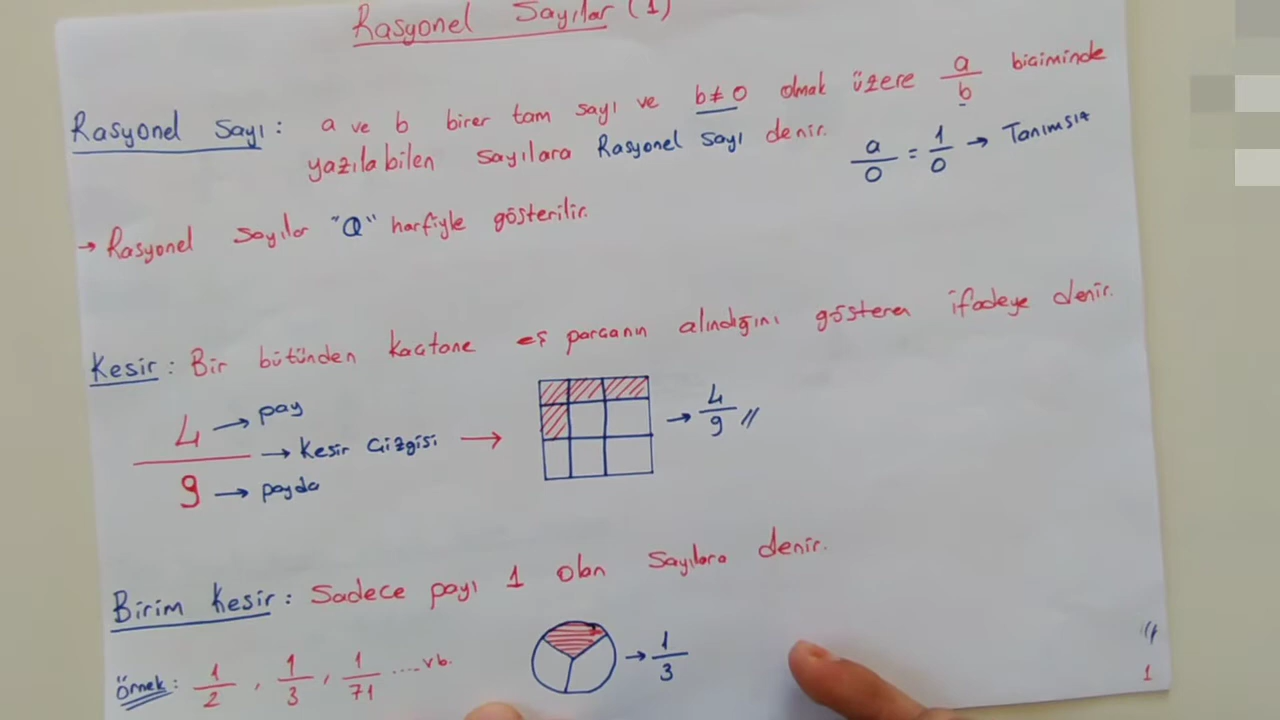 Rasyonel Sayılar (1)
Rasyonel Sayı: a ve b birer tam sayı ve b≠0 olmak üzere a/b biçiminde
yazılabilen sayılara Rasyonel sayı denir.
a/0 = 1/0 → Tanımsız
→ Rasyonel sayılar "Q" harfiyle gösterilir.
Kesir: Bir bütünden kaçtane eş parçanın alındığını gösteren ifadeye denir.
4 → pay
→ Kesir Çizgisi →
9 → payda
→ 4/9 //
Birim Kesir: Sadece payı 1 olan sayılara denir.
Örnek: 1/2, 1/3, 1/71 ....vb.
→ 1/3
1